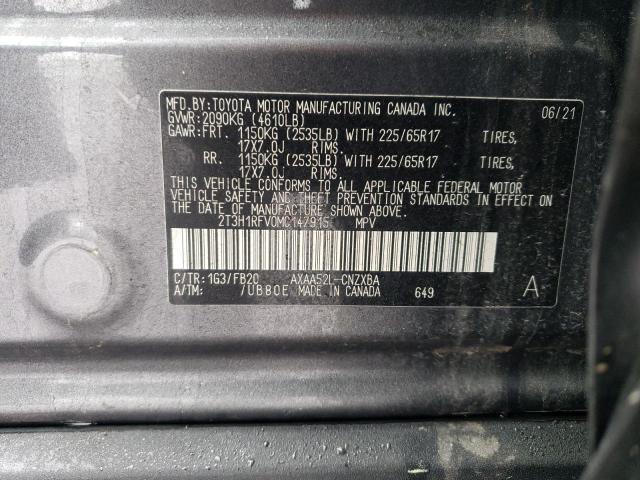 MFD.BY:TOYOTA MOTOR MANUFACTURING CANADA INC. 06/21
GVWR:2090KG (4610LB)
GAWR:FRT. 1150KG (2535LB) WITH 225/65R17 TIRES,
17X7.0J RIMS.
RR. 1150KG (2535LB) WITH 225/65R17 TIRES,
17X7.0J RIMS.
THIS VEHICLE CONFORMS TO ALL APPLICABLE FEDERAL MOTOR
VEHICLE SAFETY AND THEFT PREVENTION STANDARDS IN EFFECT ON
THE DATE OF MANUFACTURE SHOWN ABOVE.
2T3H1RFV0MC147915 MPV
C/TR:1G3/FB20 AXAA52L-CNZXBA
A/TM: /UB80E MADE IN CANADA 649 A